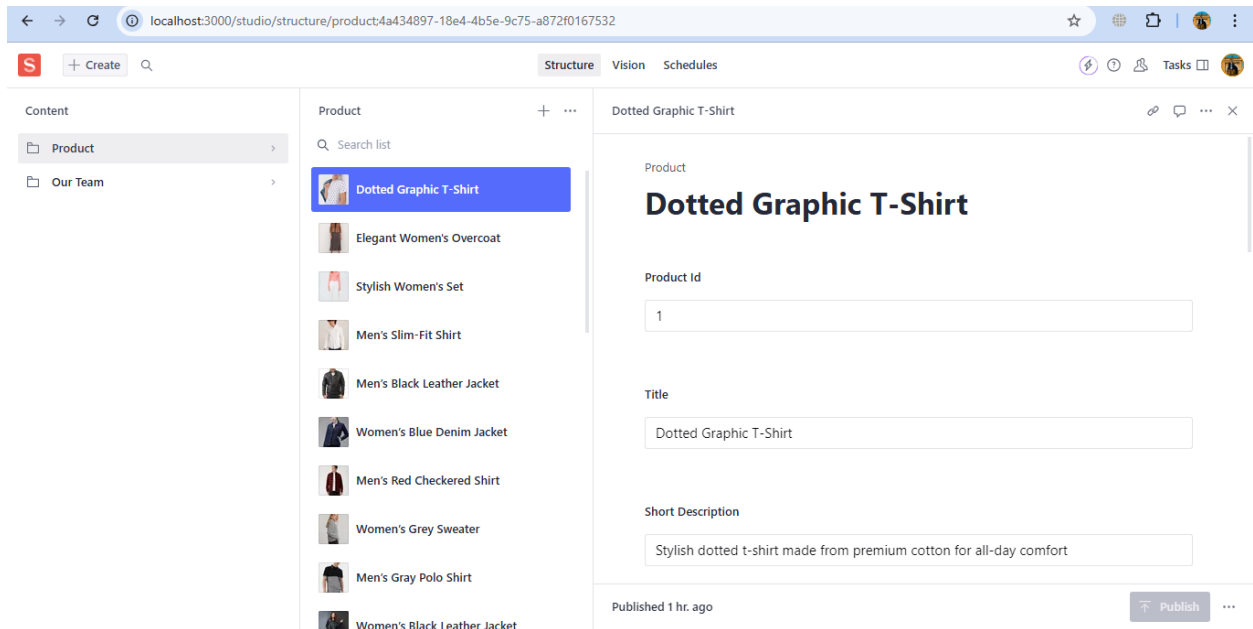 localhost:3000/studio/structure/product;4a434897-18e4-4b5e-9c75-a872f0167532
S
+ Create
Structure Vision Schedules
Tasks
Content
Product
Our Team
Product
Search list
Dotted Graphic T-Shirt
Elegant Women's Overcoat
Stylish Women's Set
Men's Slim-Fit Shirt
Men's Black Leather Jacket
Women's Blue Denim Jacket
Men's Red Checkered Shirt
Women's Grey Sweater
Men's Gray Polo Shirt
Women's Black Leather Jacket
Dotted Graphic T-Shirt
Product
Dotted Graphic T-Shirt
Product Id
1
Title
Dotted Graphic T-Shirt
Short Description
Stylish dotted t-shirt made from premium cotton for all-day comfort
Published 1 hr. ago
Publish